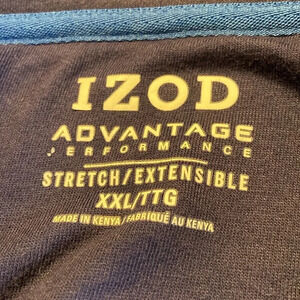 IZOD
ADVANTAGE
PERFORMANCE
STRETCH/EXTENSIBLE
XXL/TTG
MADE IN KENYA/FABRIQUÉ AU KENYA